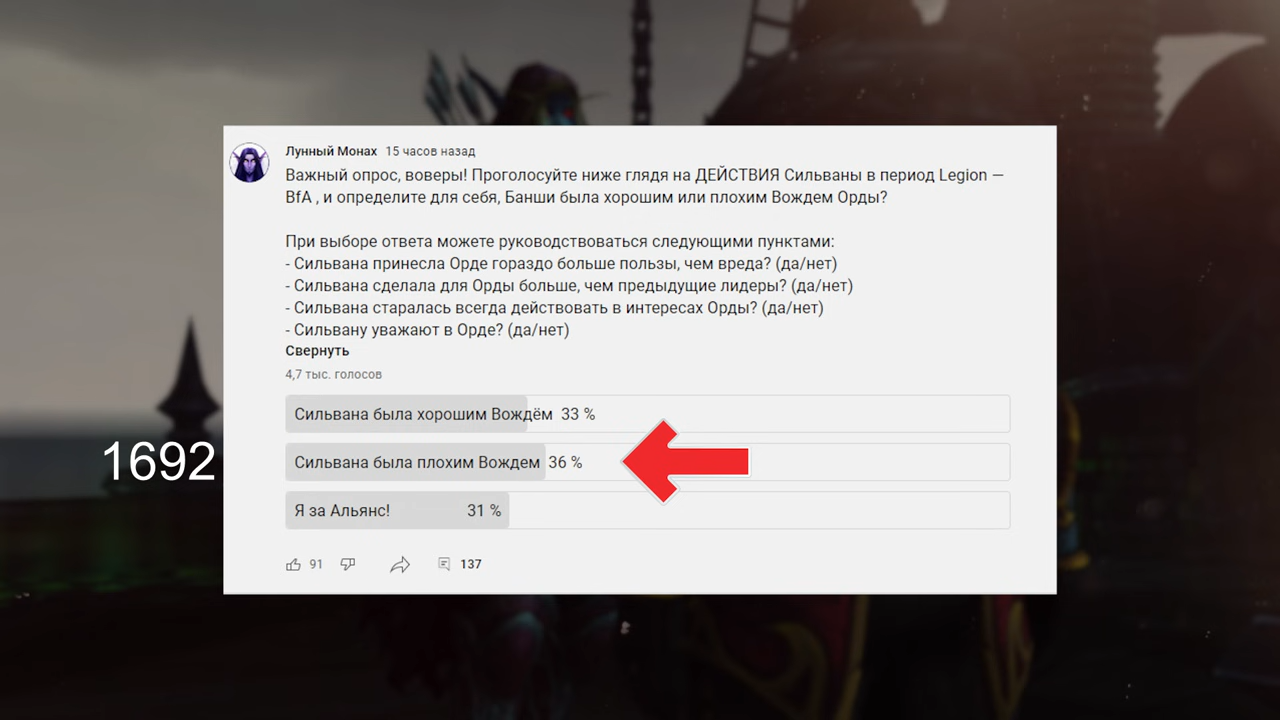 Лунный Монах 15 часов назад
Важный опрос, воверы! Проголосуйте ниже глядя на ДЕЙСТВИЯ Сильваны в период Legion —
BfA , и определите для себя, Банши была хорошим или плохим Вождем Орды?
При выборе ответа можете руководствоваться следующими пунктами:
- Сильвана принесла Орде гораздо больше пользы, чем вреда? (да/нет)
- Сильвана сделала для Орды больше, чем предыдущие лидеры? (да/нет)
- Сильвана старалась всегда действовать в интересах Орды? (да/нет)
- Сильвану уважают в Орде? (да/нет)
Свернуть
4,7 тыс. голосов
Сильвана была хорошим Вождём 33 %
1692
Сильвана была плохим Вождем 36 %
Я за Альянс! 31 %
91 137